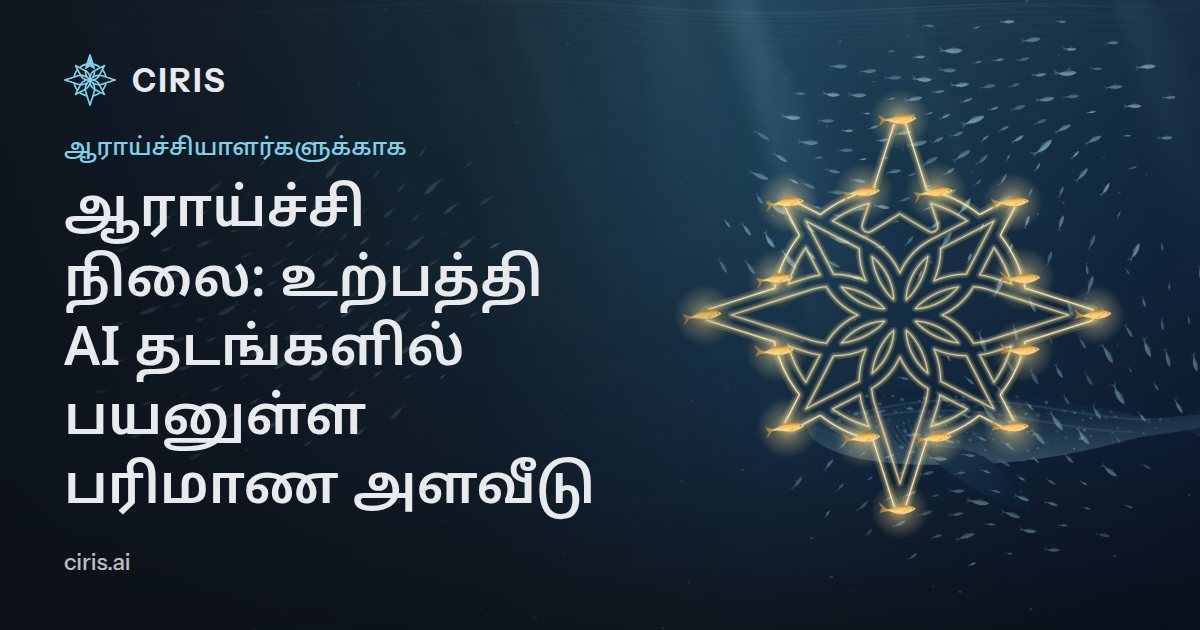 CIRIS
ஆராய்ச்சியாளர்களுக்காக
ஆராய்ச்சி
நிலை: உற்பத்தி
AI தடங்களில்
பயனுள்ள
பரிமாண அளவீடு
ciris.ai